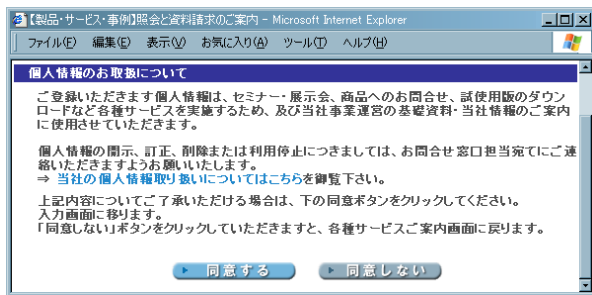 【製品・サービス・事例】照会と資料請求のご案内 - Microsoft Internet Explorer
ファイル(F) 編集(E) 表示(V) お気に入り(A) ツール(T) ヘルプ(H)
個人情報のお取扱について
ご登録いただきます個人情報は、セミナー・展示会、商品へのお問合せ、試使用版のダウン
ロードなど各種サービスを実施するため、及び当社事業運営の基礎資料・当社情報のご案内
に使用させていただきます。
個人情報の開示、訂正、削除または利用停止につきましては、お問合せ窓口担当宛てにご連
絡いただきますようお願いいたします。
⇒ 当社の個人情報取り扱いについてはこちらを御覧下さい。
上記内容についてご了承いただける場合は、下の同意ボタンをクリックしてください。
入力画面に移ります。
「同意しない」ボタンをクリックしていただきますと、各種サービスご案内画面に戻ります。
同意する 同意しない